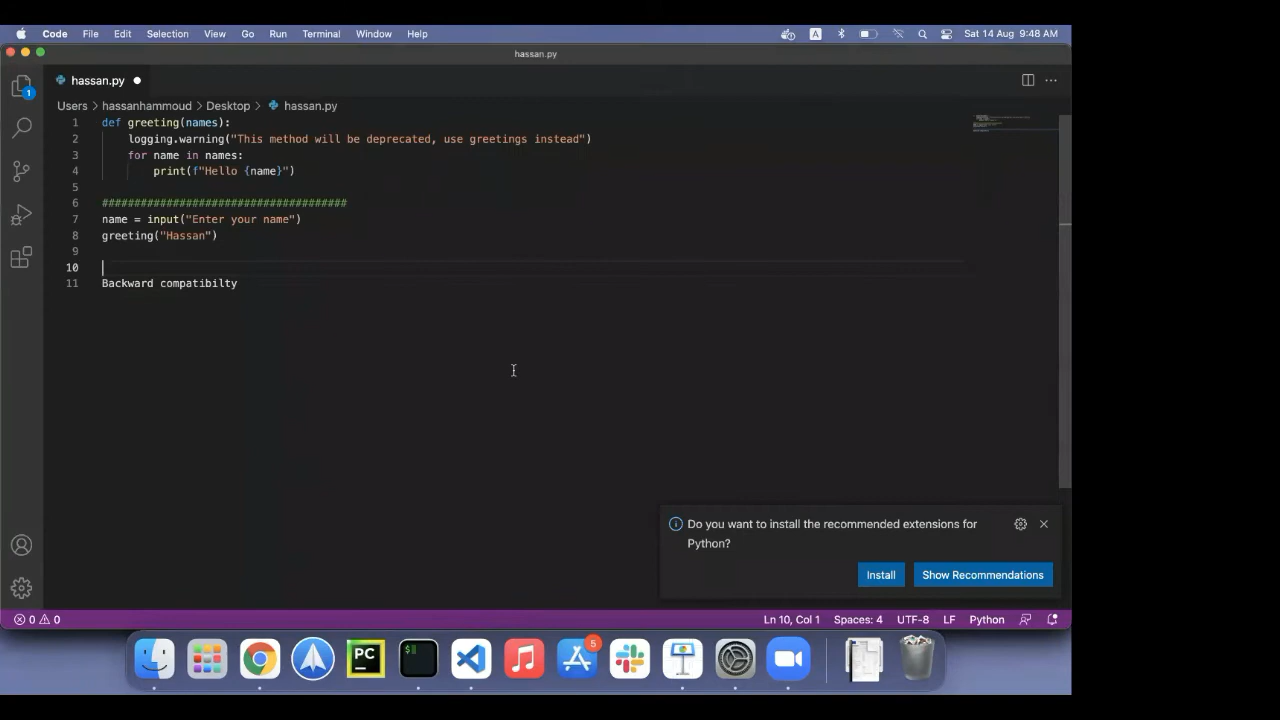 Code File Edit Selection View Go Run Terminal Window Help A Sat 14 Aug 9:48 AM
hassan.py
hassan.py
1
Users > hassanhammoud > Desktop > hassan.py
1 def greeting(names):
2 logging.warning("This method will be deprecated, use greetings instead")
3 for name in names:
4 print(f"Hello {name}")
5
6 ######################################
7 name = input("Enter your name")
8 greeting("Hassan")
9
10
11 Backward compatibilty
Do you want to install the recommended extensions for
Python?
Install Show Recommendations
0 0 Ln 10, Col 1 Spaces: 4 UTF-8 LF Python
PC $ 5